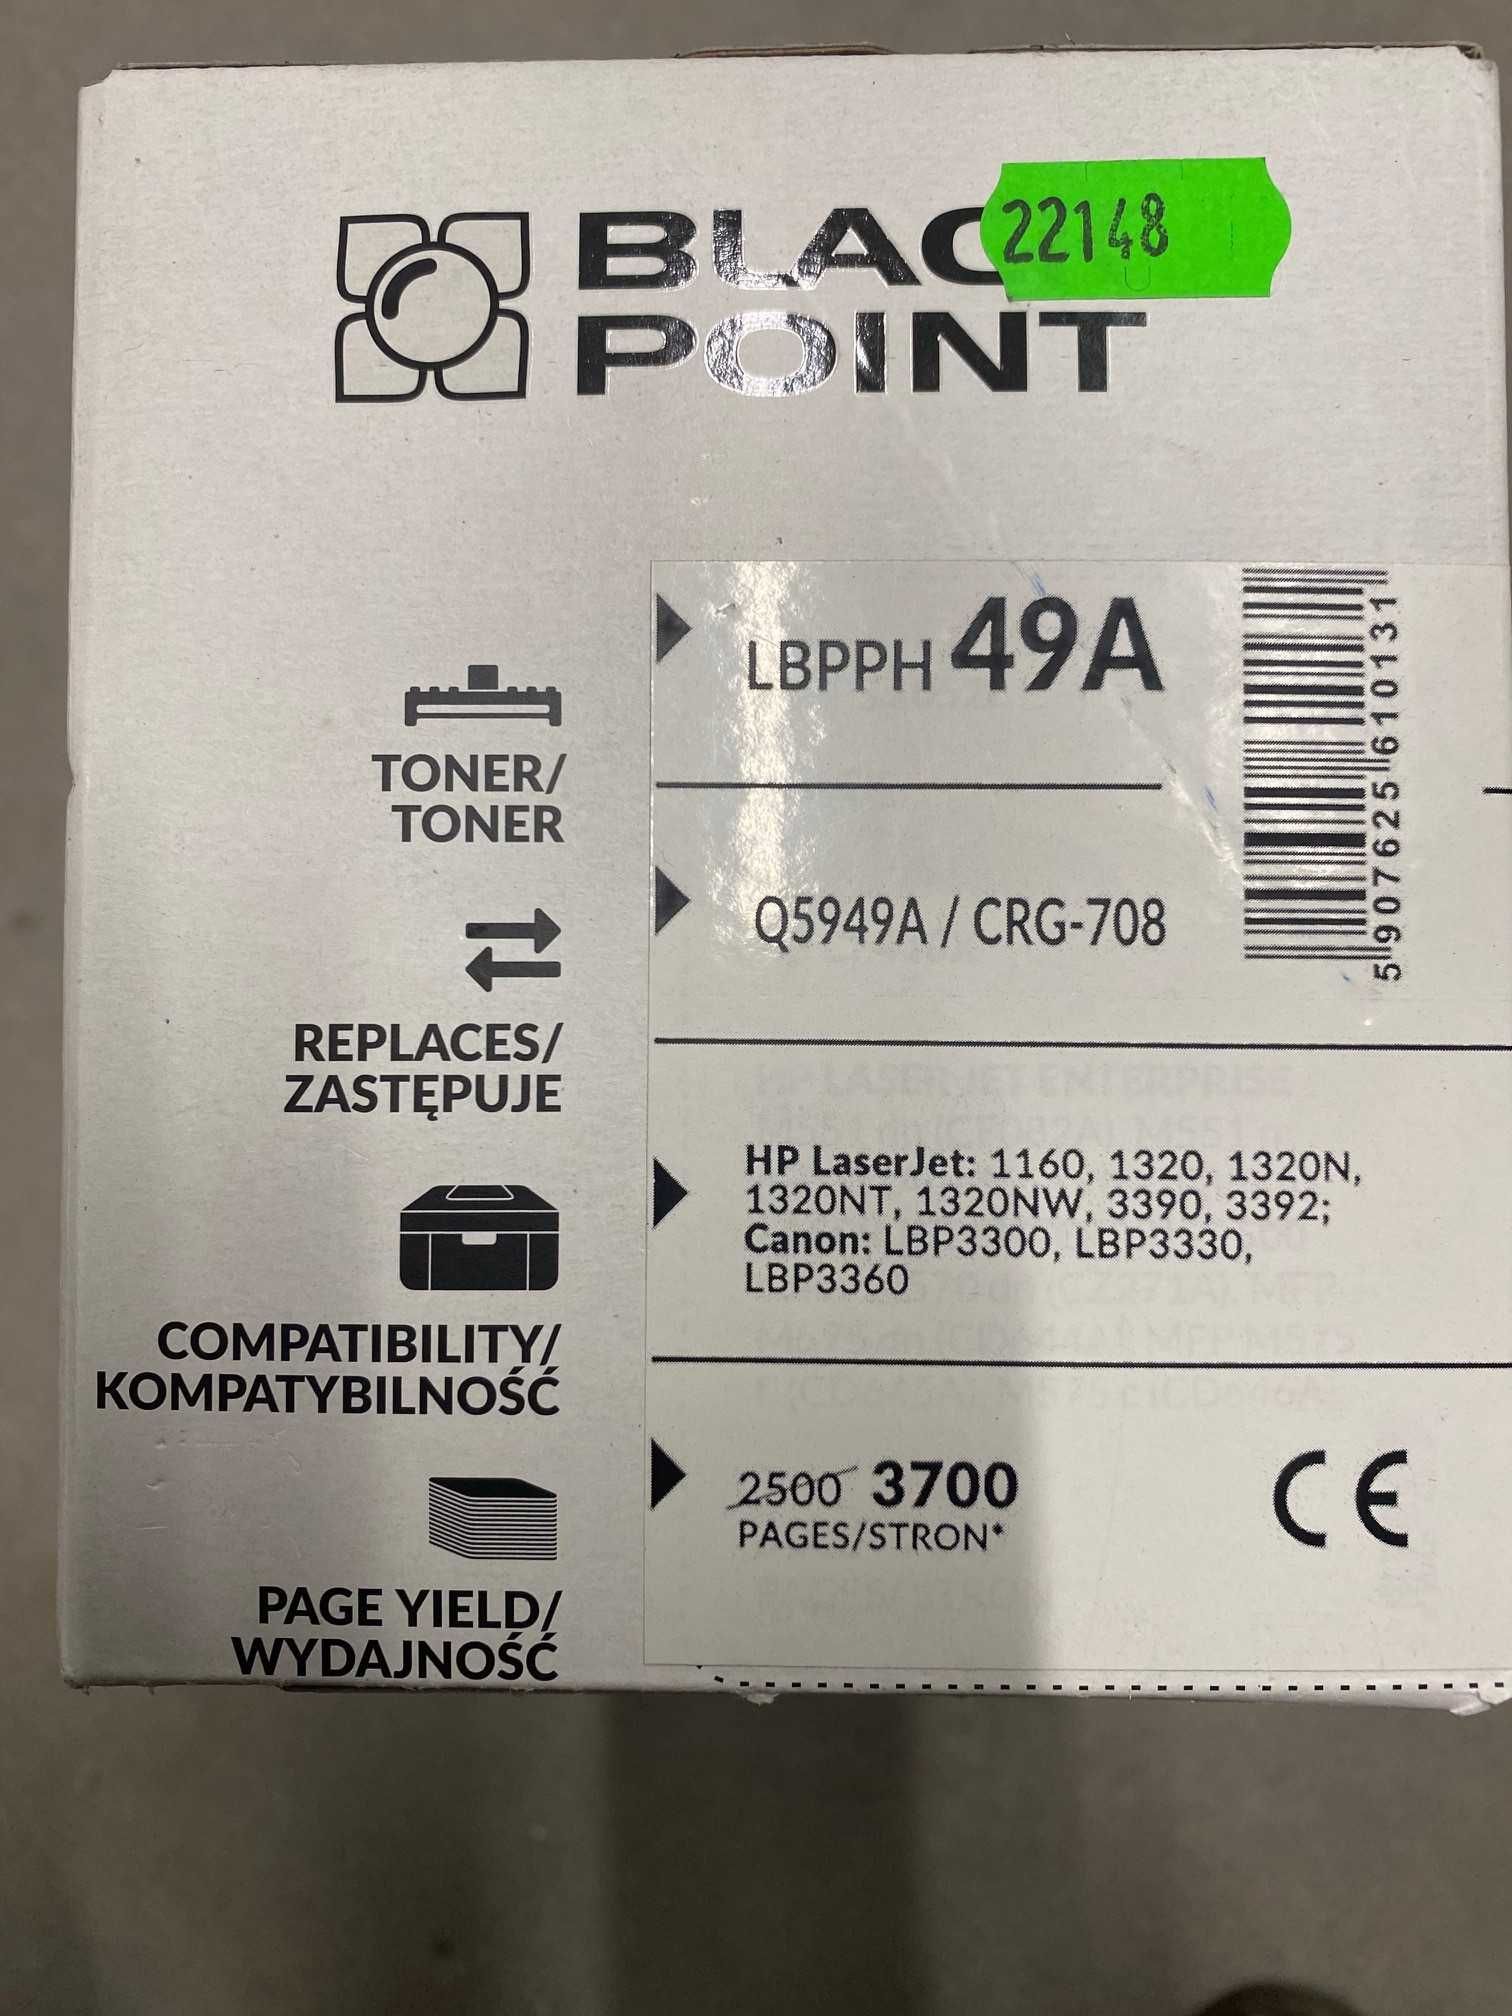 BLAC
22148
POINT
LBPPH 49A
TONER/
TONER
5907625610131
Q5949A / CRG-708
REPLACES/
ZASTĘPUJE
HP LaserJet: 1160, 1320, 1320N,
1320NT, 1320NW, 3390, 3392;
Canon: LBP3300, LBP3330,
LBP3360
COMPATIBILITY/
KOMPATYBILNOŚĆ
2500 3700
PAGES/STRON*
CE
PAGE YIELD/
WYDAJNOŚĆ